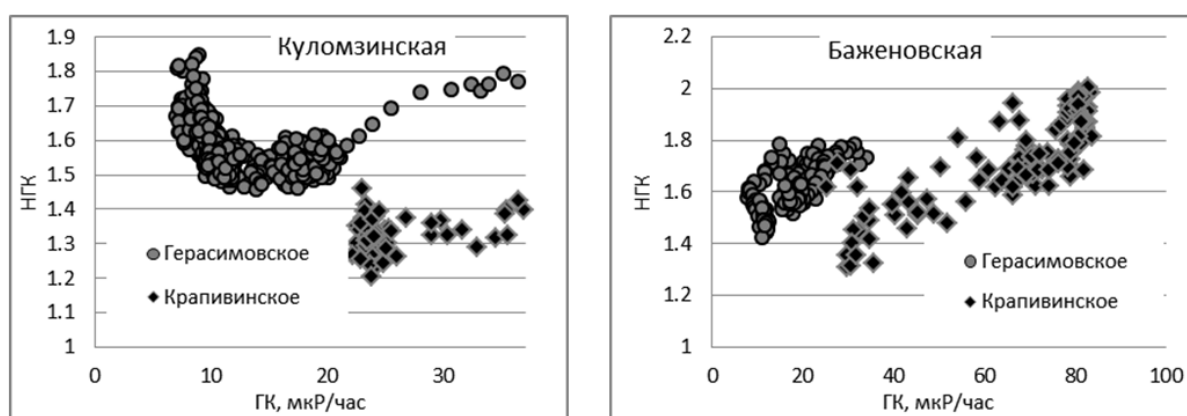 Куломзинская
НГК
1.9
1.8
1.7
1.6
1.5
1.4
1.3
1.2
1.1
1
Герасимовское
Крапивинское
0 10 20 30
ГК, мкР/час
Баженовская
НГК
2.2
2
1.8
1.6
1.4
1.2
1
Герасимовское
Крапивинское
0 20 40 60 80 100
ГК, мкР/час